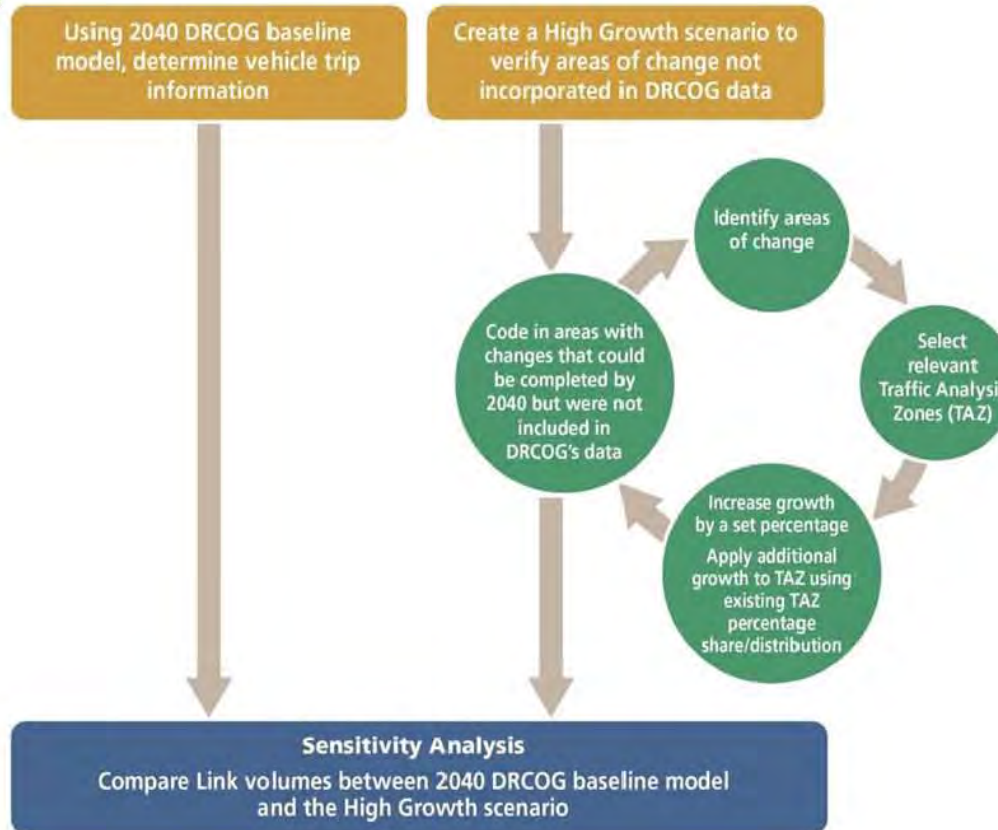 Using 2040 DRCOG baseline
model, determine vehicle trip
information
Create a High Growth scenario to
verify areas of change not
incorporated in DRCOG data
Identify areas
of change
Select
relevant
Traffic Analysi
Zones (TAZ)
Increase growth
by a set percentage
Apply additional
growth to TAZ using
existing TAZ
percentage
share/distribution
Code in areas with
changes that could
be completed by
2040 but were not
included in
DRCOG's data
Sensitivity Analysis
Compare Link volumes between 2040 DRCOG baseline model
and the High Growth scenario